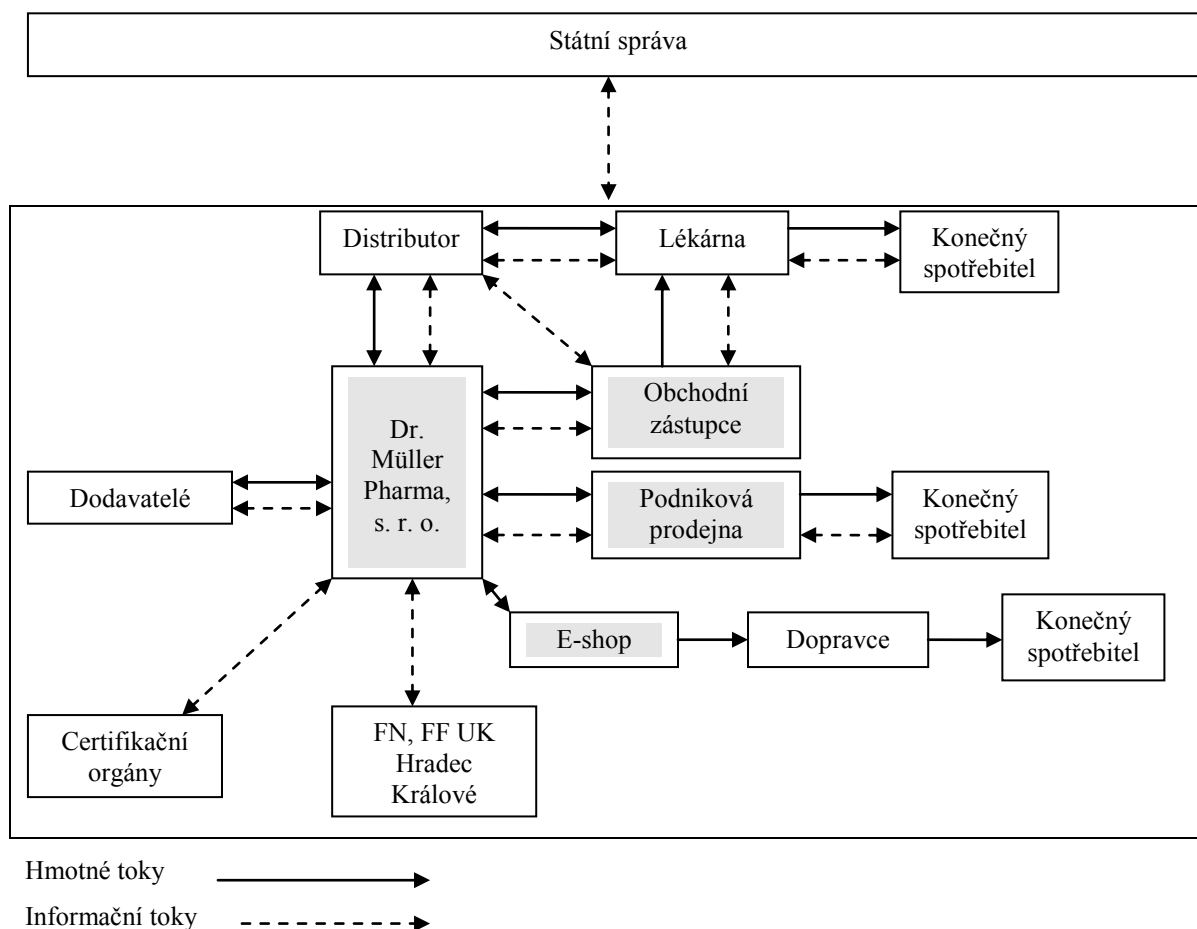 Státní správa
Distributor
Lékárna
Konečný
spotřebitel
Obchodní
zástupce
Dr.
Müller
Pharma,
s. r. o.
Dodavatelé
Podniková
prodejna
Konečný
spotřebitel
E-shop
Dopravce
Konečný
spotřebitel
Certifikační
orgány
FN, FF UK
Hradec
Králové
Hmotné toky
Informační toky